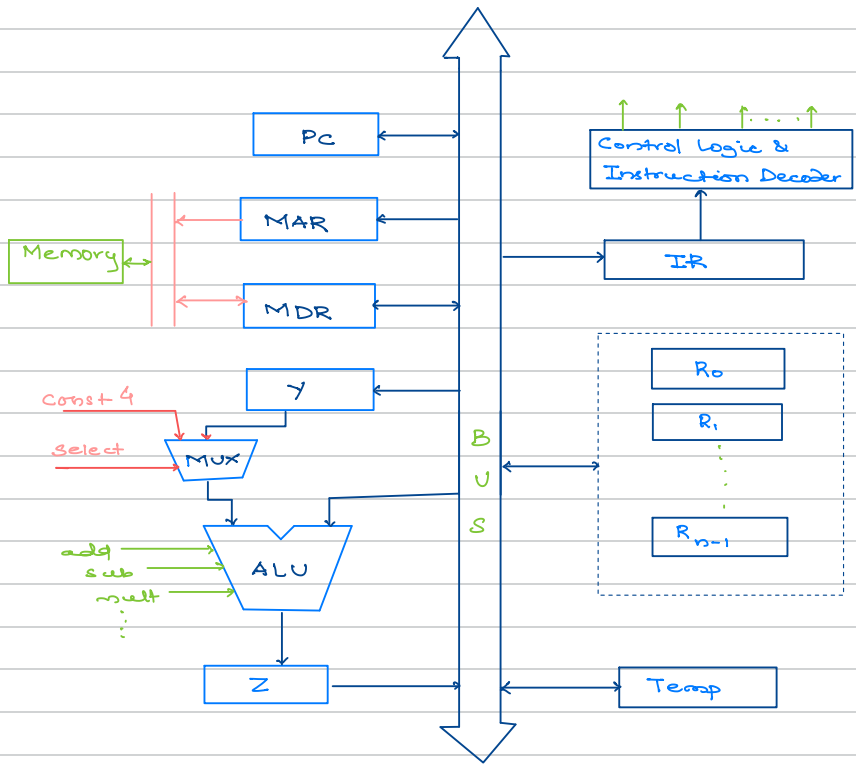 PC
Control Logic &
Instruction Decoder
MAR
Memory
IR
MDR
Y
R0
const 4
R1
B
select
MUX
U
S
Rn-1
add
ALU
sub
mult
Z
Temp